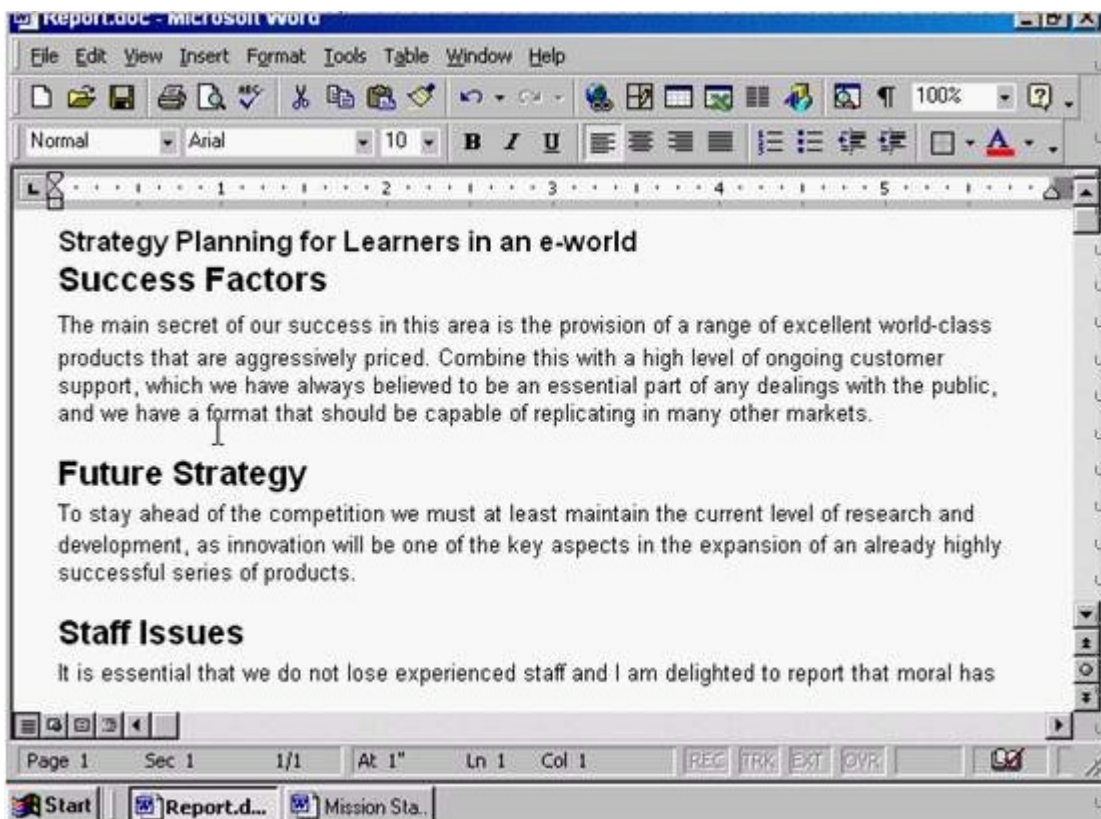 Report.doc - Microsoft Word
File Edit View Insert Format Tools Table Window Help
100%
Normal Arial 10 B I U A
1 2 3 4 5
Strategy Planning for Learners in an e-world
Success Factors
The main secret of our success in this area is the provision of a range of excellent world-class
products that are aggressively priced. Combine this with a high level of ongoing customer
support, which we have always believed to be an essential part of any dealings with the public,
and we have a format that should be capable of replicating in many other markets.
Future Strategy
To stay ahead of the competition we must at least maintain the current level of research and
development, as innovation will be one of the key aspects in the expansion of an already highly
successful series of products.
Staff Issues
It is essential that we do not lose experienced staff and I am delighted to report that moral has
Page 1 Sec 1 1/1 At 1" Ln 1 Col 1 REC TRK EXT OVR
Start Report.d... Mission Sta..